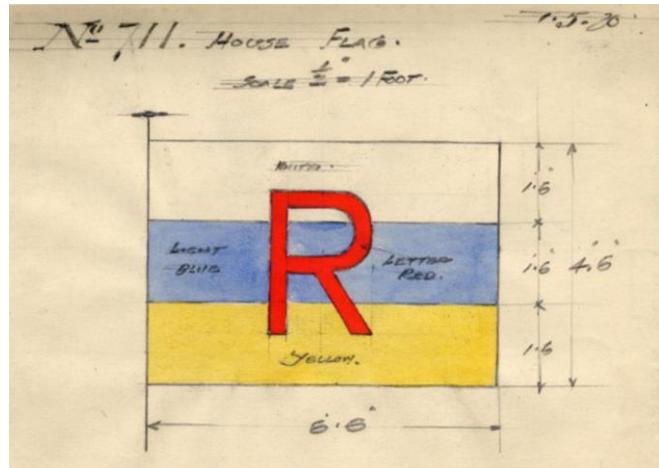 1.5.20
No 711. HOUSE FLAG.
SCALE ½" = 1 FOOT.
WHITE.
1'.6"
R
LIGHT
BLUE
LETTER
RED.
1'.6"
4'.6"
YELLOW.
1'.6
6'.6"